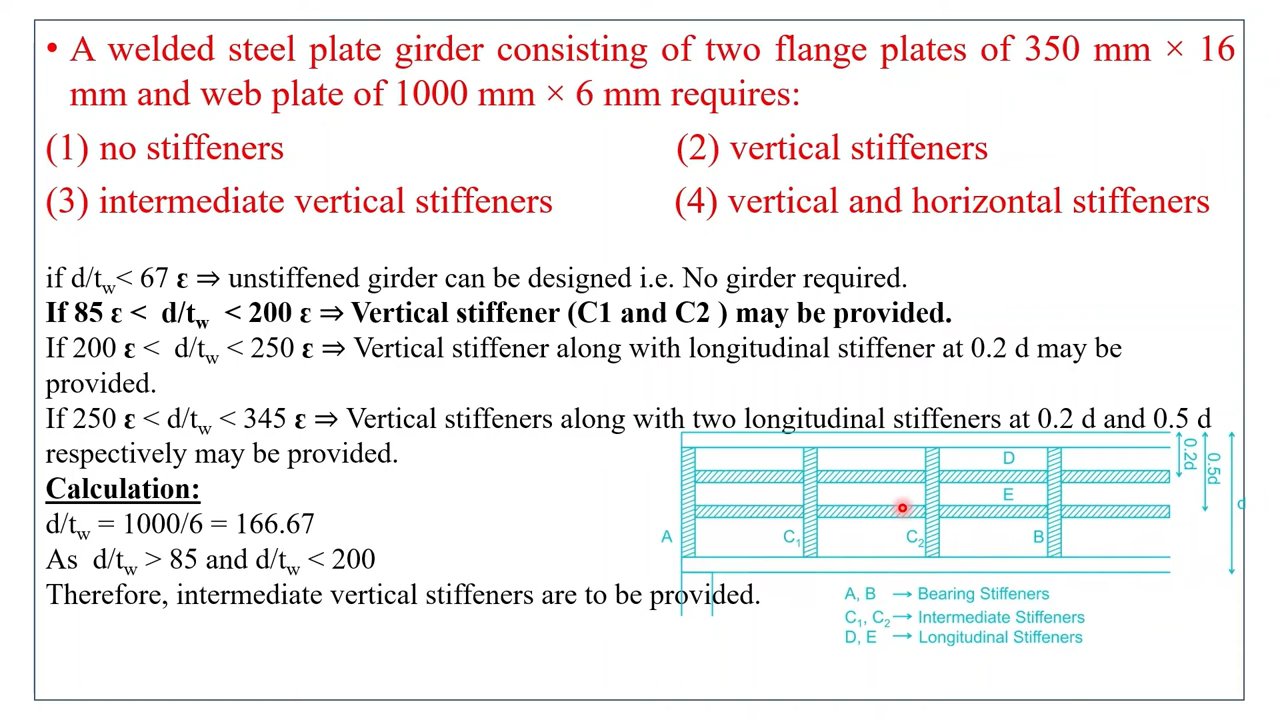 • A welded steel plate girder consisting of two flange plates of 350 mm × 16
mm and web plate of 1000 mm × 6 mm requires:
(1) no stiffeners (2) vertical stiffeners
(3) intermediate vertical stiffeners (4) vertical and horizontal stiffeners
if d/tw< 67 ε ⇒ unstiffened girder can be designed i.e. No girder required.
If 85 ε < d/tw < 200 ε ⇒ Vertical stiffener (C1 and C2 ) may be provided.
If 200 ε < d/tw < 250 ε ⇒ Vertical stiffener along with longitudinal stiffener at 0.2 d may be
provided.
If 250 ε < d/tw < 345 ε ⇒ Vertical stiffeners along with two longitudinal stiffeners at 0.2 d and 0.5 d
respectively may be provided.
Calculation:
d/tw = 1000/6 = 166.67
As d/tw > 85 and d/tw < 200
Therefore, intermediate vertical stiffeners are to be provided.
D
E
A C1 C2 B
0.2d
0.5d
d
A, B → Bearing Stiffeners
C1, C2 → Intermediate Stiffeners
D, E → Longitudinal Stiffeners